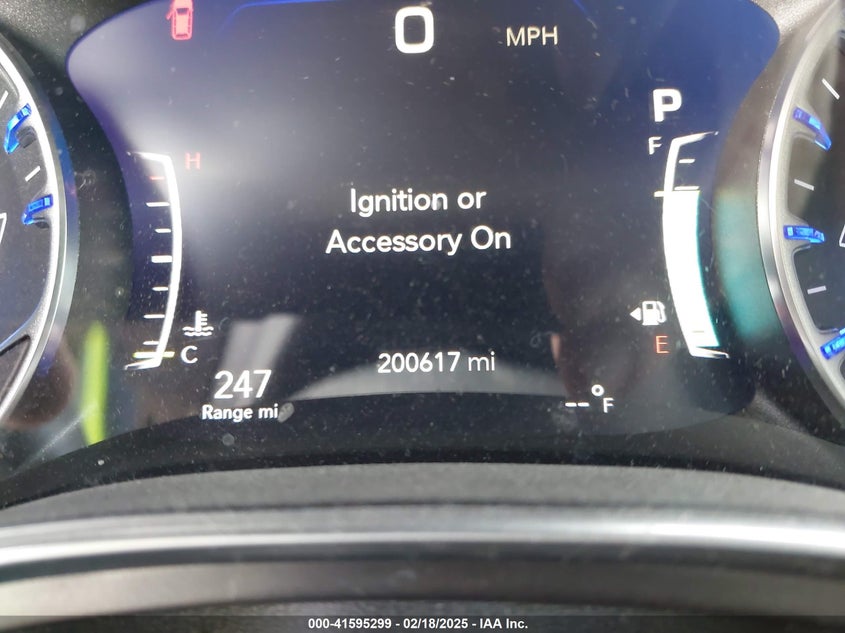 0 MPH
P
F
H
Ignition or
Accessory On
E
C
200617 mi
247
Range mi
--°F
000-41595299 - 02/18/2025 - IAA Inc.